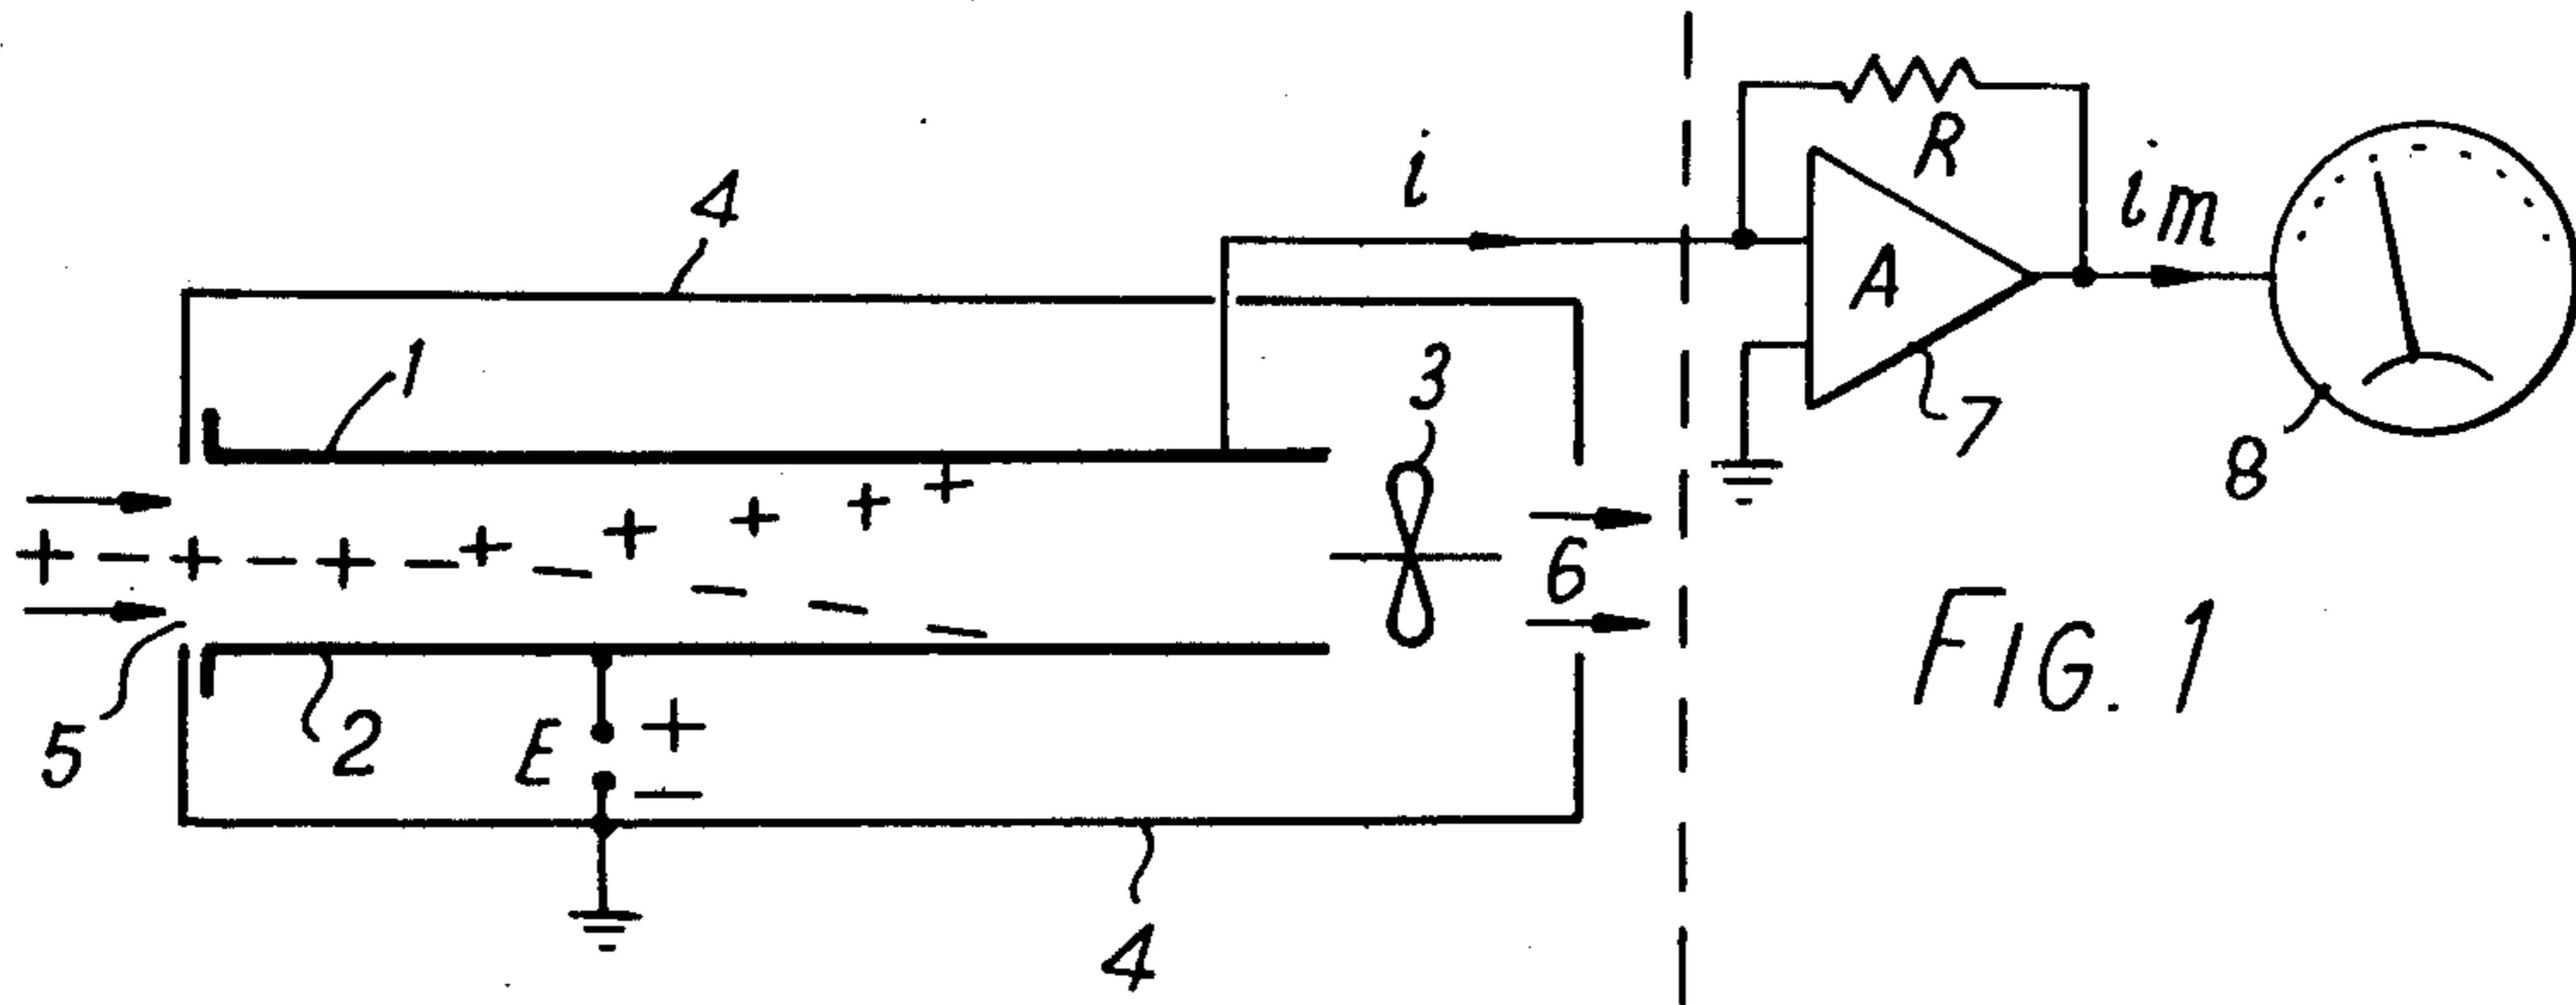 4
i
R
A
im
7
8
1
3
+ - + - + - + + + + +
- - - -
5
2
E + -
6
4
FIG. 1